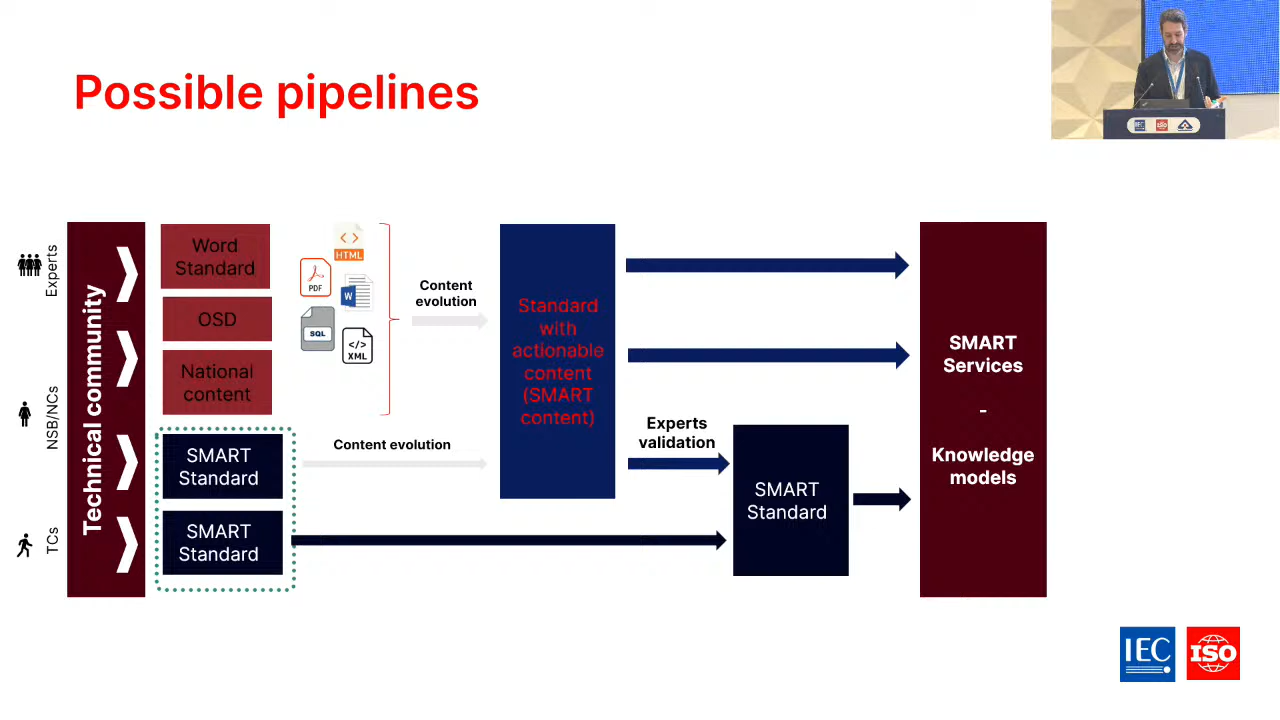 Possible pipelines
Experts
NSB/NCs
TCs
Technical community
Word
Standard
OSD
National
content
SMART
Standard
SMART
Standard
HTML
PDF
W
SQL
</>
XML
Content
evolution
Content evolution
Standard
with
actionable
content
(SMART
content)
Experts
validation
SMART
Standard
SMART
Services
-
Knowledge
models
IEC
ISO
IEC
ISO